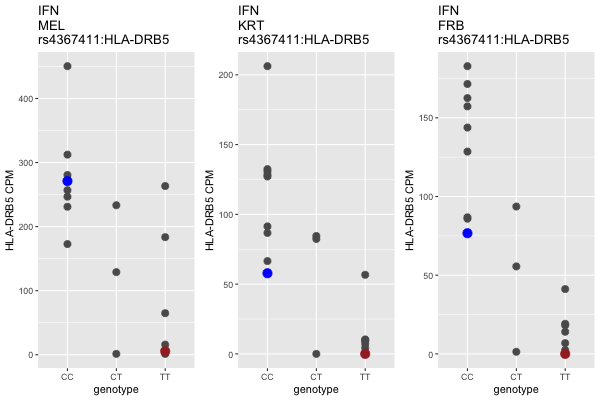 IFN
MEL
rs4367411:HLA-DRB5
HLA-DRB5 CPM
400
300
200
100
0
CC CT TT
genotype
IFN
KRT
rs4367411:HLA-DRB5
HLA-DRB5 CPM
200
150
100
50
0
CC CT TT
genotype
IFN
FRB
rs4367411:HLA-DRB5
HLA-DRB5 CPM
150
100
50
0
CC CT TT
genotype